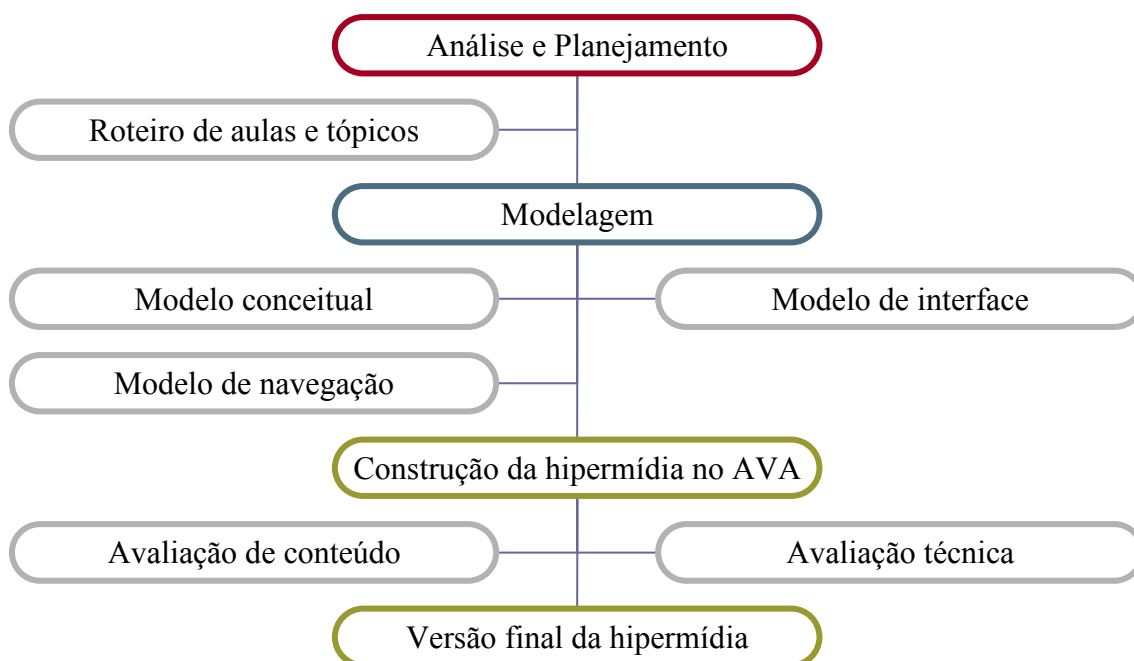 Análise e Planejamento
Roteiro de aulas e tópicos
Modelagem
Modelo conceitual
Modelo de interface
Modelo de navegação
Construção da hipermídia no AVA
Avaliação de conteúdo
Avaliação técnica
Versão final da hipermídia